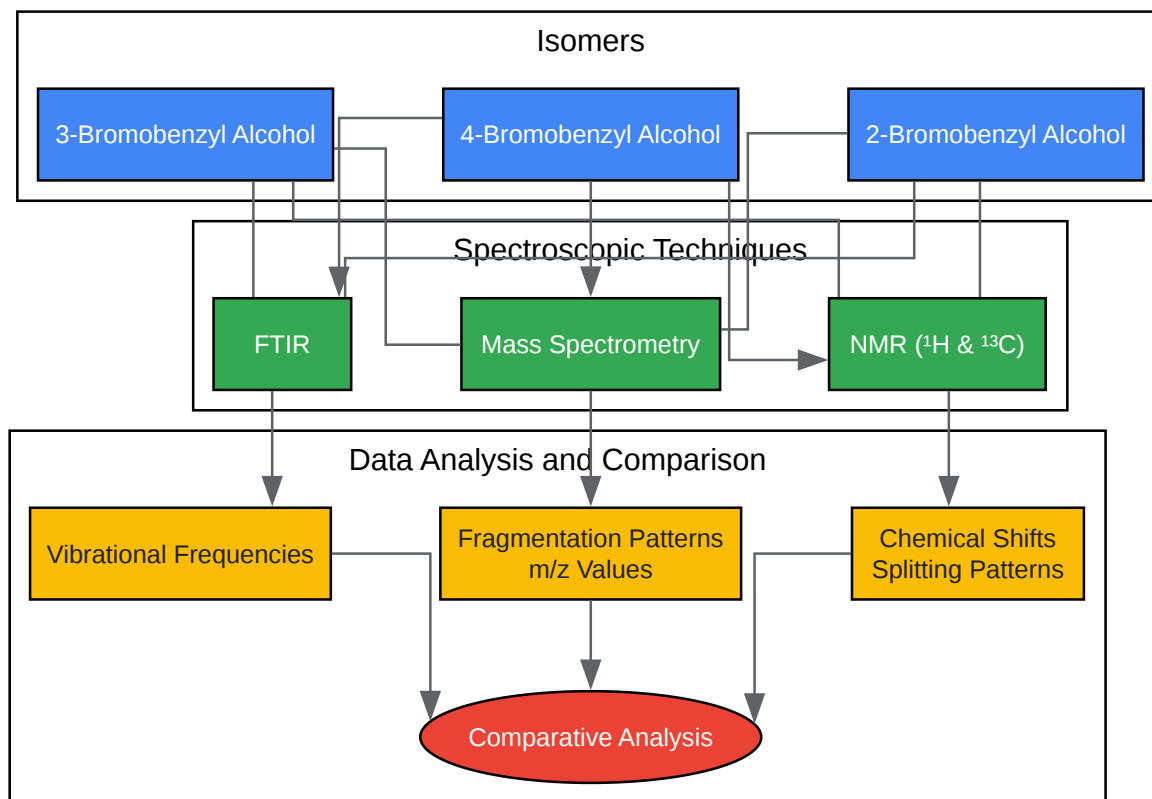 Isomers
3-Bromobenzyl Alcohol
4-Bromobenzyl Alcohol
2-Bromobenzyl Alcohol
Spectroscopic Techniques
FTIR
Mass Spectrometry
NMR (¹H & ¹³C)
Data Analysis and Comparison
Vibrational Frequencies
Fragmentation Patterns
m/z Values
Chemical Shifts
Splitting Patterns
Comparative Analysis